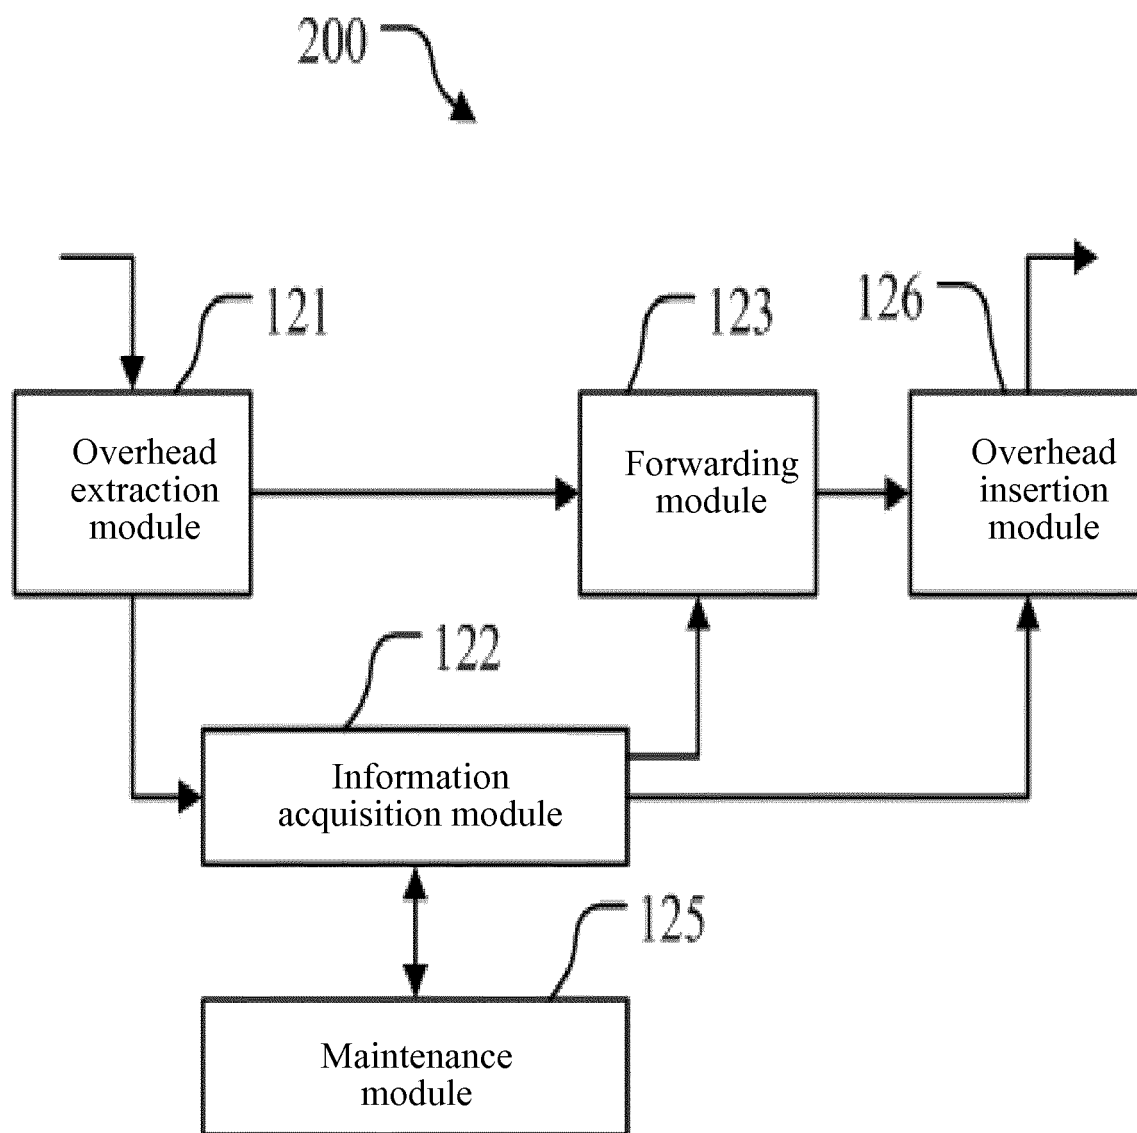 200
121
123
126
Overhead
extraction
module
Forwarding
module
Overhead
insertion
module
122
Information
acquisition module
125
Maintenance
module